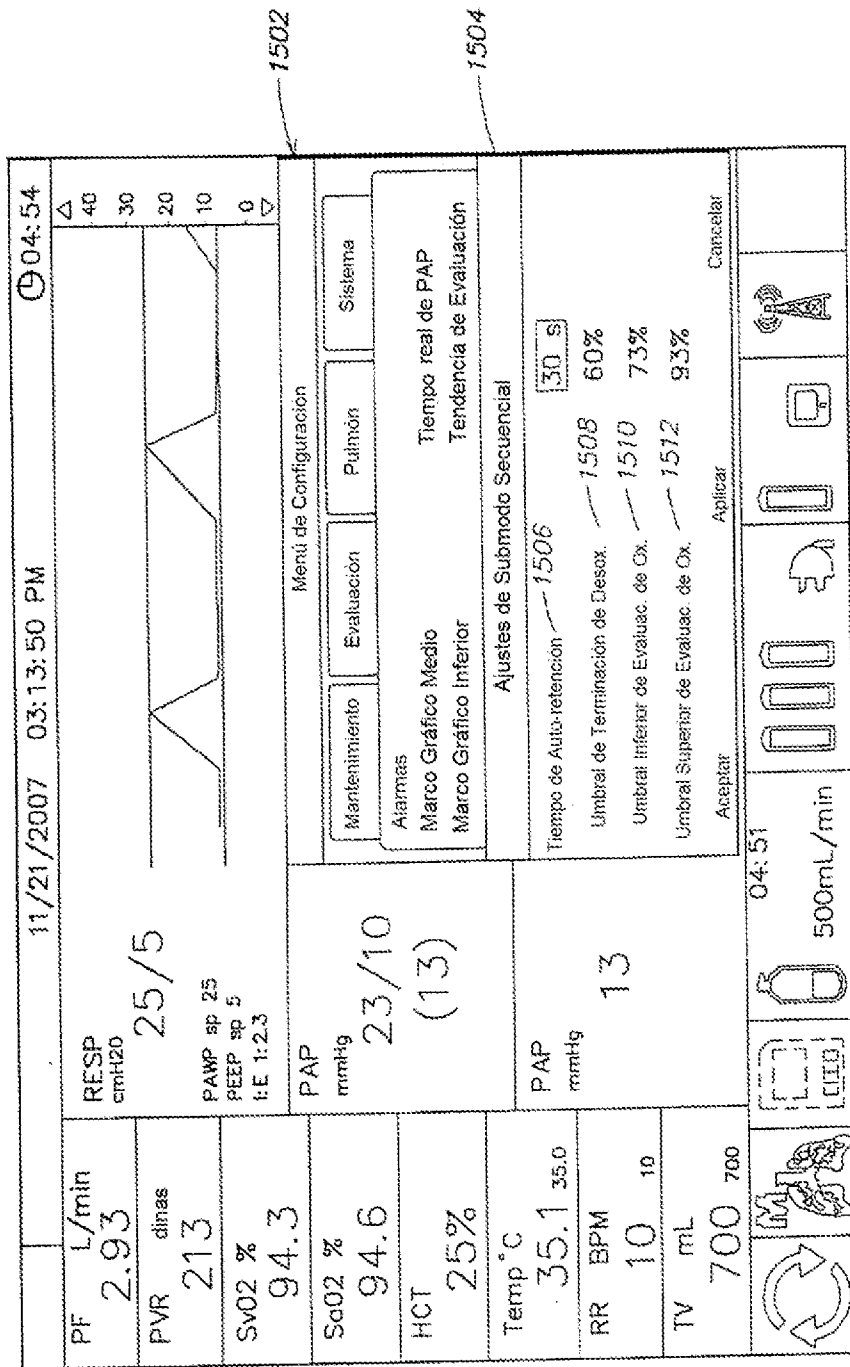 11/21/2007 03:13:50 PM
04:54
PF L/min
2.93
PVR dinas
213
SvO2 %
94.3
SaO2 %
94.6
HCT
25%
Temp °C
35.1 35.0
RR BPM
10 10
TV mL
700 700
RESP
cmH20
25/5
PAWP sp 25
PEEP sp 5
I:E 1:2.3
40
30
20
10
0
PAP
mmHg
23/10
(13)
PAP
mmHg
13
Menú de Configuración
Mantenimiento Evaluación Pulmón Sistema
Alarmas
Marco Gráfico Medio Tiempo real de PAP
Marco Gráfico Inferior Tendencia de Evaluación
Ajustes de Submodo Secuencial
Tiempo de Auto-retención 1506 30 s
Umbral de Terminación de Desox. 1508 60%
Umbral Inferior de Evaluac. de Ox. 1510 73%
Umbral Superior de Evaluac. de Ox. 1512 93%
Aceptar Aplicar Cancelar
1502
1504
M
04:51
500mL/min